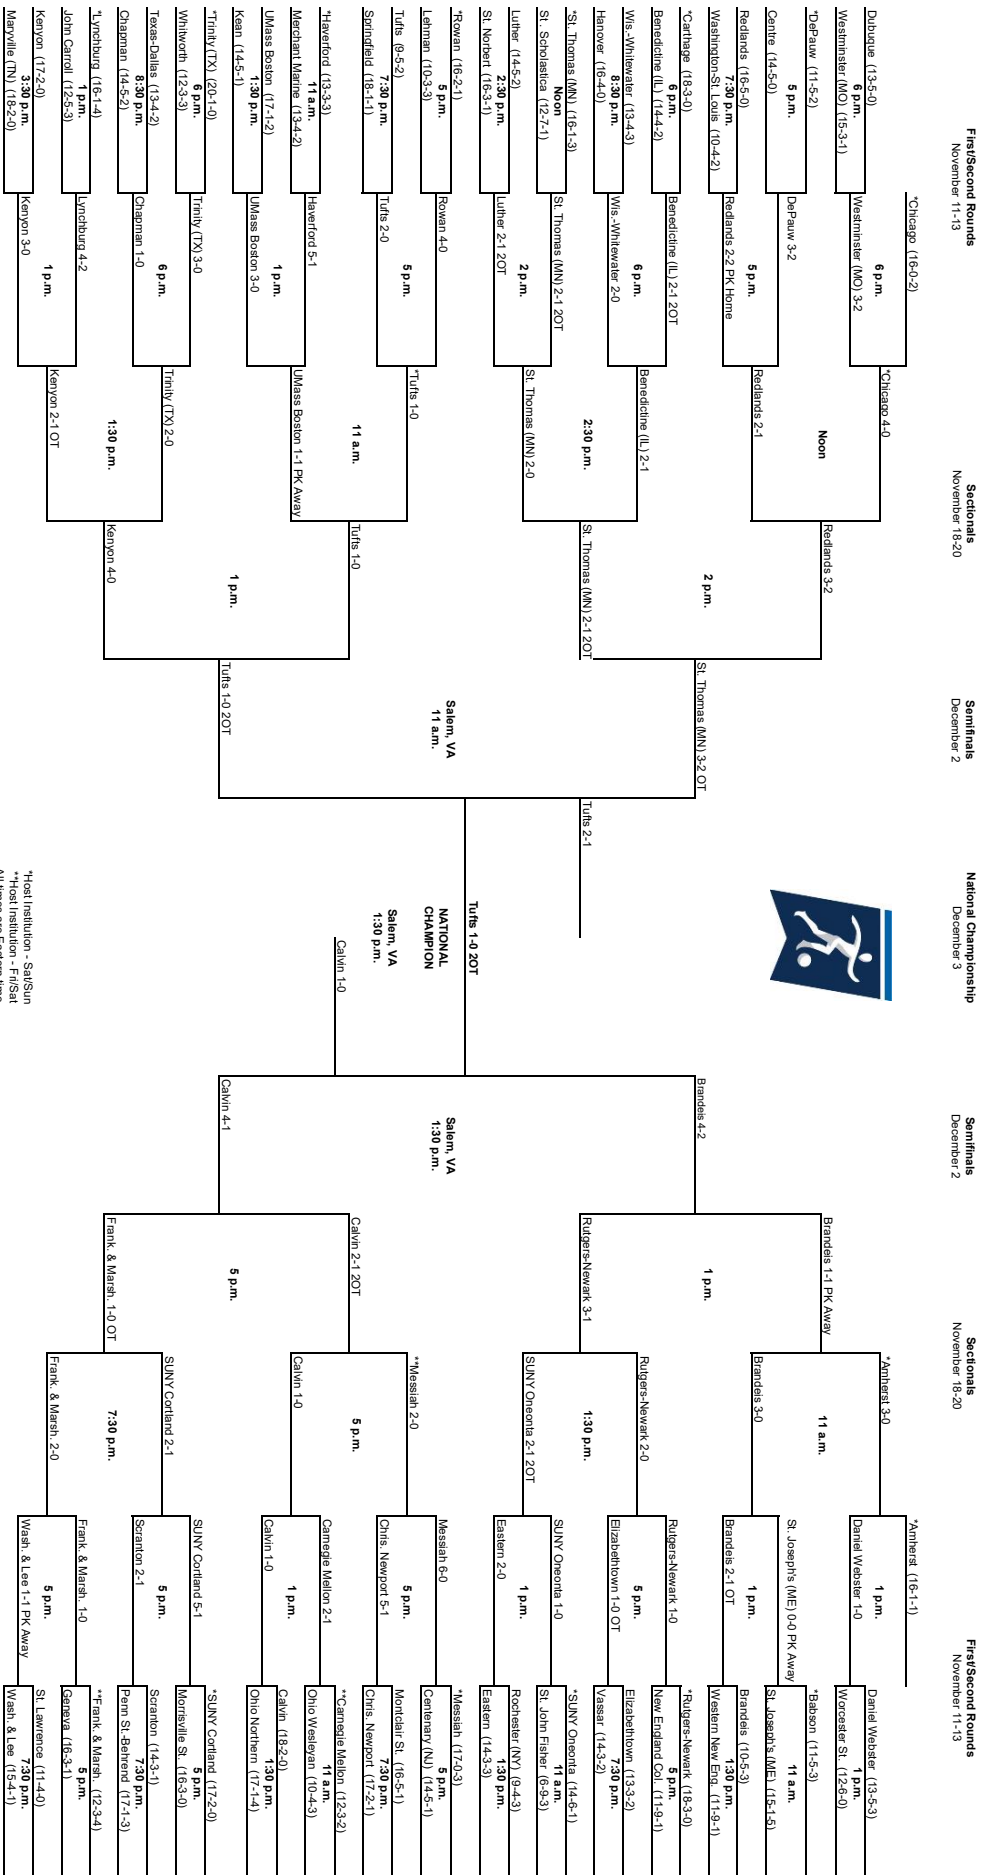 First/Second Rounds
November 11-13
Sectionals
November 18-20
Semifinals
December 2
National Championship
December 3
Semifinals
December 2
Sectionals
November 18-20
First/Second Rounds
November 11-13
*Chicago (16-0-2)
Dubuque (13-5-0)
6 p.m.
Westminster (MO) (15-3-1)
*DePauw (11-5-2)
5 p.m.
Centre (14-5-0)
Redlands (16-5-0)
7:30 p.m.
Washington-St. Louis (10-4-2)
*Carthage (18-3-0)
6 p.m.
Benedictine (IL) (14-4-2)
Wis.-Whitewater (13-4-3)
8:30 p.m.
Hanover (16-4-0)
*St. Thomas (MN) (16-1-3)
Noon
St. Scholastica (12-7-1)
Luther (14-5-2)
2:30 p.m.
St. Norbert (16-3-1)
*Rowan (16-2-1)
5 p.m.
Lehman (10-3-3)
Tufts (9-5-2)
7:30 p.m.
Springfield (18-1-1)
*Haverford (13-3-3)
11 a.m.
Merchant Marine (13-4-2)
UMass Boston (17-1-2)
1:30 p.m.
Kean (14-5-1)
*Trinity (TX) (20-1-0)
6 p.m.
Whitworth (12-3-3)
Texas-Dallas (13-4-2)
8:30 p.m.
Chapman (14-5-2)
*Lynchburg (16-1-4)
1 p.m.
John Carroll (12-5-3)
Kenyon (17-2-0)
3:30 p.m.
Maryville (TN) (18-2-0)
6 p.m.
Westminster (MO) 3-2
DePauw 3-2
5 p.m.
Redlands 2-2 PK Home
Benedictine (IL) 2-1 2OT
6 p.m.
Wis.-Whitewater 2-0
St. Thomas (MN) 2-1 2OT
2 p.m.
Luther 2-1 2OT
Rowan 4-0
5 p.m.
Tufts 2-0
Haverford 5-1
1 p.m.
UMass Boston 3-0
Trinity (TX) 3-0
6 p.m.
Chapman 1-0
Lynchburg 4-2
1 p.m.
Kenyon 3-0
*Chicago 4-0
Noon
Redlands 2-1
Benedictine (IL) 2-1
2:30 p.m.
St. Thomas (MN) 2-0
*Tufts 1-0
11 a.m.
UMass Boston 1-1 PK Away
Trinity (TX) 2-0
1:30 p.m.
Kenyon 2-1 OT
Redlands 3-2
2 p.m.
St. Thomas (MN) 2-1 2OT
Tufts 1-0
1 p.m.
Kenyon 4-0
St. Thomas (MN) 3-2 OT
Salem, VA
11 a.m.
Tufts 1-0 2OT
Tufts 2-1
Tufts 1-0 2OT
NATIONAL
CHAMPION
Salem, VA
1:30 p.m.
Calvin 1-0
*Host Institution - Sat/Sun
**Host Institution - Fri/Sat
All times are Eastern time
Brandeis 4-2
Salem, VA
1:30 p.m.
Calvin 4-1
Brandeis 1-1 PK Away
1 p.m.
Rutgers-Newark 3-1
Calvin 2-1 2OT
5 p.m.
Frank. & Marsh. 1-0 OT
*Amherst 3-0
11 a.m.
Brandeis 3-0
Rutgers-Newark 2-0
1:30 p.m.
SUNY Oneonta 2-1 2OT
**Messiah 2-0
5 p.m.
Calvin 1-0
SUNY Cortland 2-1
7:30 p.m.
Frank. & Marsh. 2-0
*Amherst (16-1-1)
1 p.m.
Daniel Webster 1-0
St. Joseph's (ME) 0-0 PK Away
1 p.m.
Brandeis 2-1 OT
Rutgers-Newark 1-0
5 p.m.
Elizabethtown 1-0 OT
SUNY Oneonta 1-0
1 p.m.
Eastern 2-0
Messiah 6-0
5 p.m.
Chris. Newport 5-1
Carnegie Mellon 2-1
1 p.m.
Calvin 1-0
SUNY Cortland 5-1
5 p.m.
Scranton 2-1
Frank. & Marsh. 1-0
5 p.m.
Wash. & Lee 1-1 PK Away
Daniel Webster (13-5-3)
1 p.m.
Worcester St. (12-6-0)
*Babson (11-5-3)
11 a.m.
St. Joseph's (ME) (15-1-5)
Brandeis (10-5-3)
1:30 p.m.
Western New Eng. (11-9-1)
*Rutgers-Newark (18-3-0)
5 p.m.
New England Col. (11-9-1)
Elizabethtown (13-3-2)
7:30 p.m.
Vassar (14-3-2)
*SUNY Oneonta (14-6-1)
11 a.m.
St. John Fisher (6-9-3)
Rochester (NY) (9-4-3)
1:30 p.m.
Eastern (14-3-3)
*Messiah (17-0-3)
5 p.m.
Centenary (NJ) (14-5-1)
Montclair St. (16-5-1)
7:30 p.m.
Chris. Newport (17-2-1)
**Carnegie Mellon (12-3-2)
11 a.m.
Ohio Wesleyan (10-4-3)
Calvin (18-2-0)
1:30 p.m.
Ohio Northern (17-1-4)
*SUNY Cortland (17-2-0)
5 p.m.
Morrisville St. (16-3-0)
Scranton (14-3-1)
7:30 p.m.
Penn St.-Behrend (17-1-3)
**Frank. & Marsh. (12-3-4)
5 p.m.
Geneva (16-3-1)
St. Lawrence (11-4-0)
7:30 p.m.
Wash. & Lee (15-4-1)